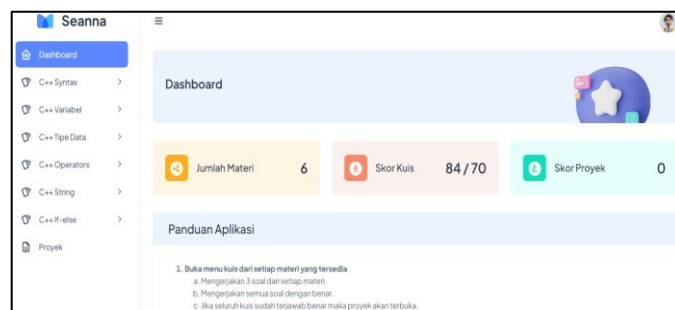 Seanna
Dashboard
C++ Syntax
C++ Variabel
C++ Tipe Data
C++ Operators
C++ String
C++ If-else
Proyek
Dashboard
Jumlah Materi 6
Skor Kuis 84/70
Skor Proyek 0
Panduan Aplikasi
1. Buka menu kuis dari setiap materi yang tersedia
a. Mengerjakan 3 soal dari setiap materi.
b. Mengerjakan semua soal dengan benar.
c. Jika seluruh kuis sudah terjawab benar maka proyek akan terbuka.